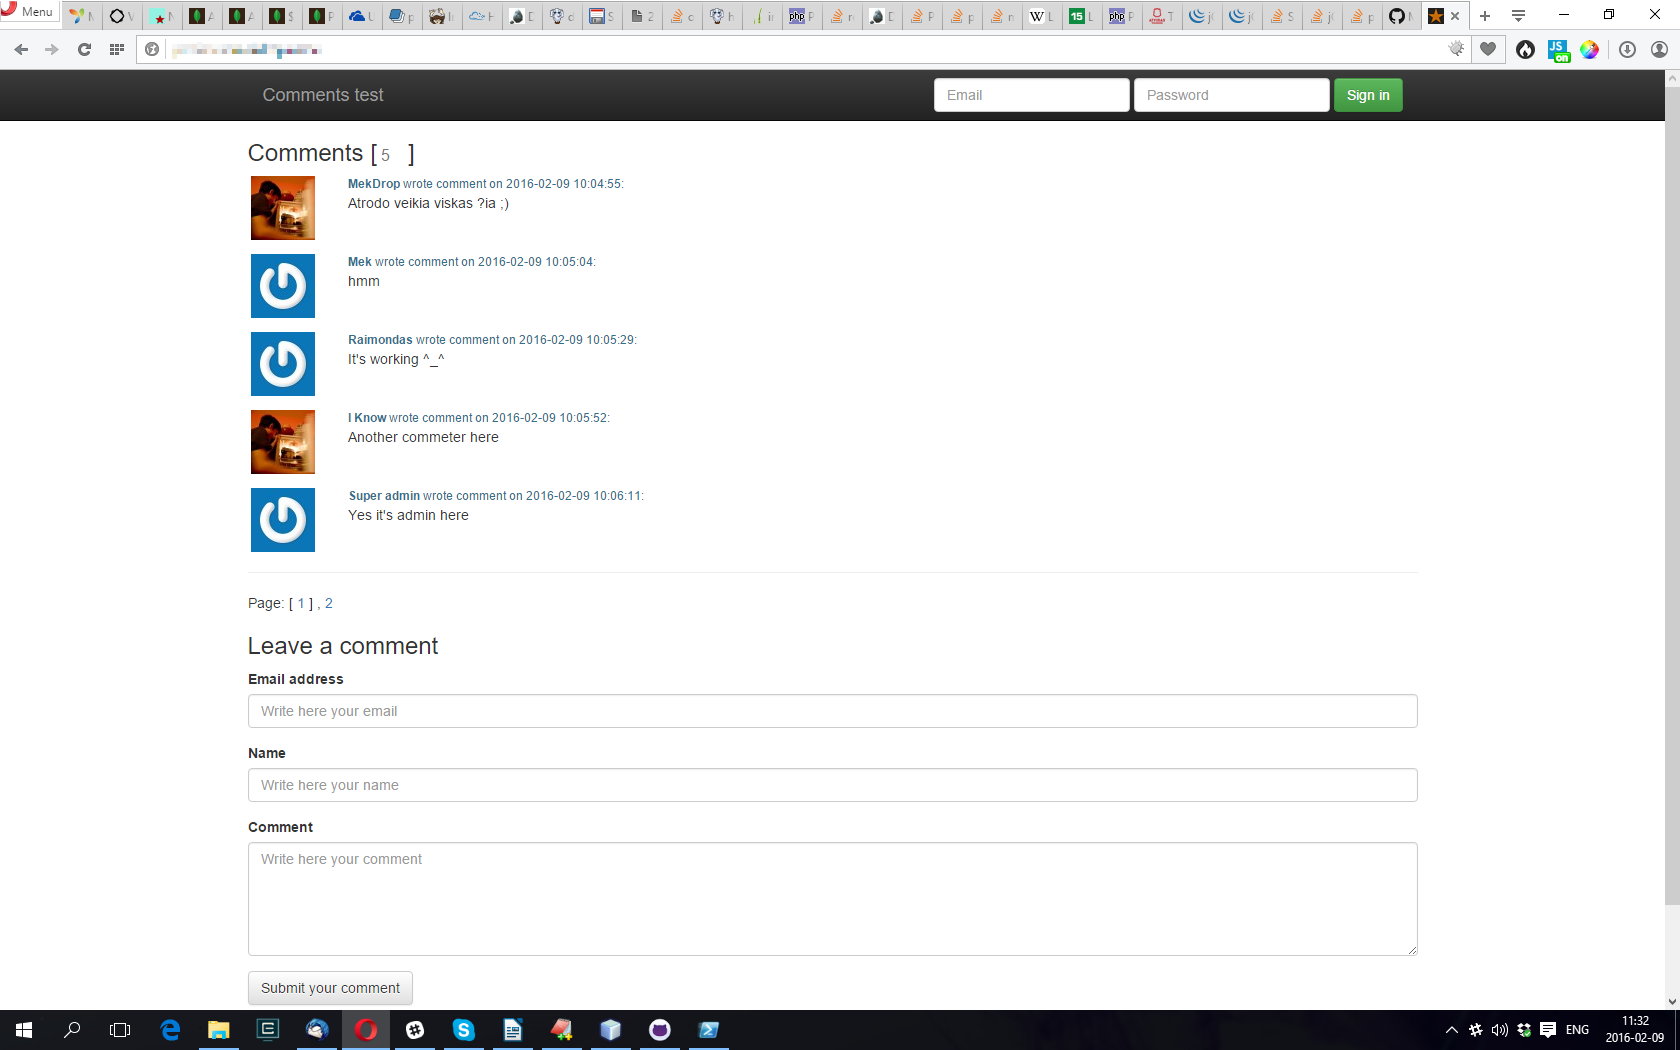 Menu
Comments test
Email
Password
Sign in
Comments [ 5 ]
MekDrop wrote comment on 2016-02-09 10:04:55:
Atrodo veikia viskas ?ia ;)
Mek wrote comment on 2016-02-09 10:05:04:
hmm
Raimondas wrote comment on 2016-02-09 10:05:29:
It's working ^_^
I Know wrote comment on 2016-02-09 10:05:52:
Another commeter here
Super admin wrote comment on 2016-02-09 10:06:11:
Yes it's admin here
Page: [ 1 ] , 2
Leave a comment
Email address
Write here your email
Name
Write here your name
Comment
Write here your comment
Submit your comment
ENG
11:32
2016-02-09